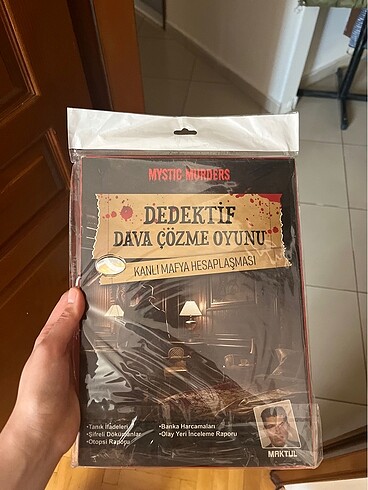 MYSTIC MURDERS
DEDEKTİF
DAVA ÇÖZME OYUNU
KANLI MAFYA HESAPLAŞMASI
•Tanık İfadeleri
•Şifreli Dökümanlar
•Otopsi Raporu
•Banka Harcamaları
•Olay Yeri İnceleme Raporu
MAKTUL